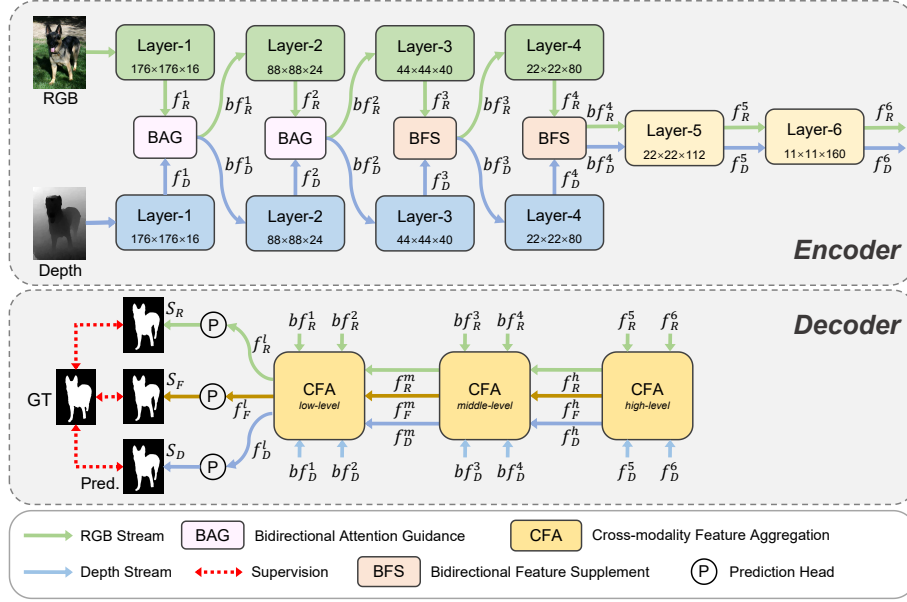 Layer-1 Layer-2 Layer-3 Layer-4
176×176×16 88×88×24 44×44×40 22×22×80
RGB
f_R^1 bf_R^1 f_R^2 bf_R^2 f_R^3 bf_R^3 f_R^4 bf_R^4 f_R^5 f_R^6
BAG BAG BFS BFS Layer-5 Layer-6
22×22×112 11×11×160
f_D^1 bf_D^1 f_D^2 bf_D^2 f_D^3 bf_D^3 f_D^4 bf_D^4 f_D^5 f_D^6
Layer-1 Layer-2 Layer-3 Layer-4
176×176×16 88×88×24 44×44×40 22×22×80
Depth
Encoder
Decoder
S_R P f_R^l bf_R^1 bf_R^2 bf_R^3 bf_R^4 f_R^5 f_R^6
GT S_F P f_F^l CFA f_R^m CFA f_R^h CFA
low-level f_F^m middle-level f_F^h high-level
S_D P f_D^l f_D^m f_D^h
Pred. bf_D^1 bf_D^2 bf_D^3 bf_D^4 f_D^5 f_D^6
RGB Stream BAG Bidirectional Attention Guidance CFA Cross-modality Feature Aggregation
Depth Stream Supervision BFS Bidirectional Feature Supplement P Prediction Head